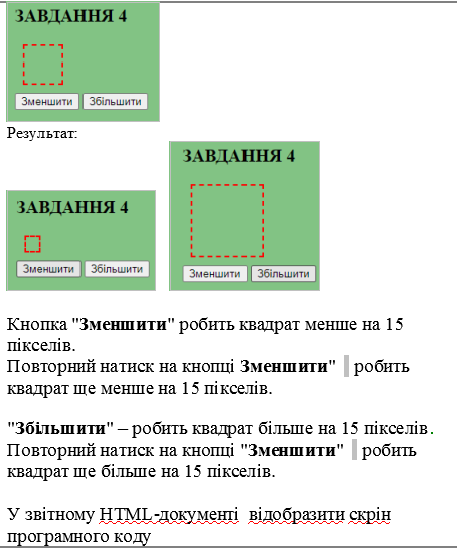 ЗАВДАННЯ 4
Зменшити Збільшити
Результат:
ЗАВДАННЯ 4
Зменшити Збільшити
ЗАВДАННЯ 4
Зменшити Збільшити
Кнопка "Зменшити" робить квадрат менше на 15
пікселів.
Повторний натиск на кнопці Зменшити" робить
квадрат ще менше на 15 пікселів.
"Збільшити" – робить квадрат більше на 15 пікселів.
Повторний натиск на кнопці "Зменшити" робить
квадрат ще більше на 15 пікселів.
У звітному HTML-документі відобразити скрін
програмного коду